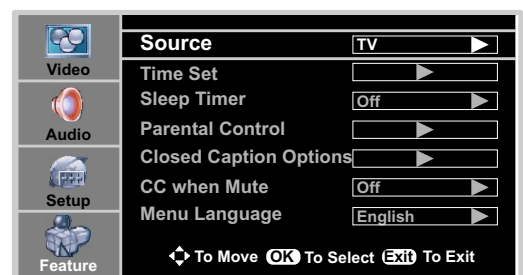 Video
Audio
Setup
Feature
Source TV
Time Set
Sleep Timer Off
Parental Control
Closed Caption Options
CC when Mute Off
Menu Language English
To Move OK To Select Exit To Exit